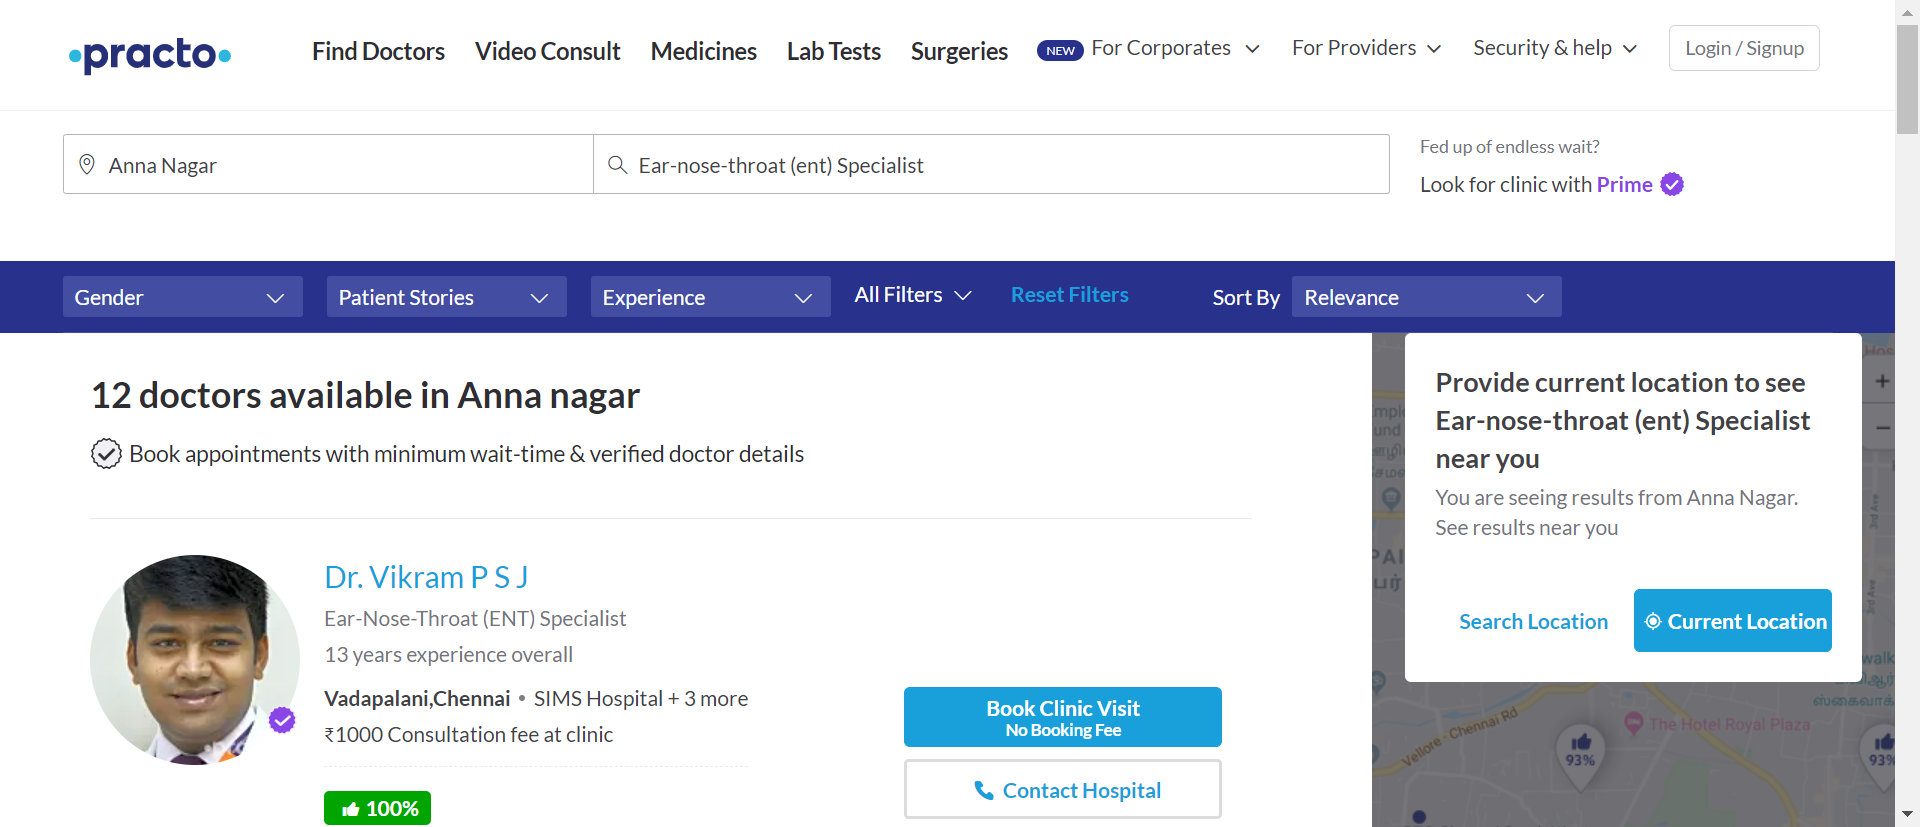 practo
Find Doctors
Video Consult
Medicines
Lab Tests
Surgeries
NEW For Corporates
For Providers
Security & help
Login / Signup
Anna Nagar
Ear-nose-throat (ent) Specialist
Fed up of endless wait?
Look for clinic with Prime
Gender
Patient Stories
Experience
All Filters
Reset Filters
Sort By
Relevance
12 doctors available in Anna nagar
Book appointments with minimum wait-time & verified doctor details
Dr. Vikram P S J
Ear-Nose-Throat (ENT) Specialist
13 years experience overall
Vadapalani,Chennai • SIMS Hospital + 3 more
₹1000 Consultation fee at clinic
100%
Book Clinic Visit
No Booking Fee
Contact Hospital
Provide current location to see
Ear-nose-throat (ent) Specialist
near you
You are seeing results from Anna Nagar.
See results near you
Search Location
Current Location
+
−
3rd Ave
3rd Ave
Vellore - Chennai Rd
The Hotel Royal Plaza
93%
93%